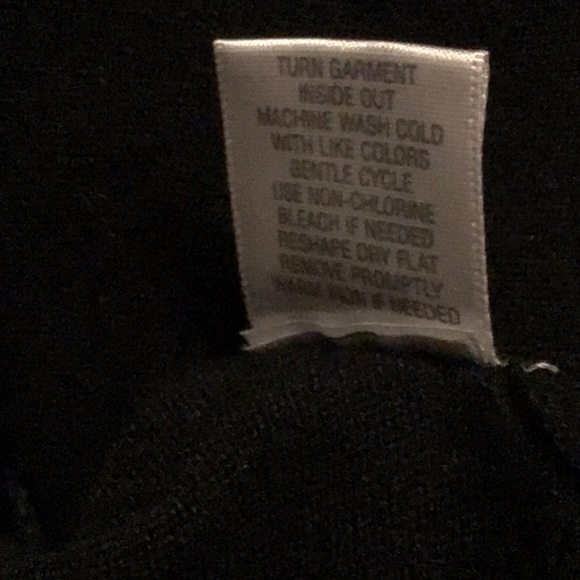 TURN GARMENT
INSIDE OUT
MACHINE WASH COLD
WITH LIKE COLORS
GENTLE CYCLE
USE NON-CHLORINE
BLEACH IF NEEDED
RESHAPE DRY FLAT
REMOVE PROMPTLY
WARM IRON IF NEEDED